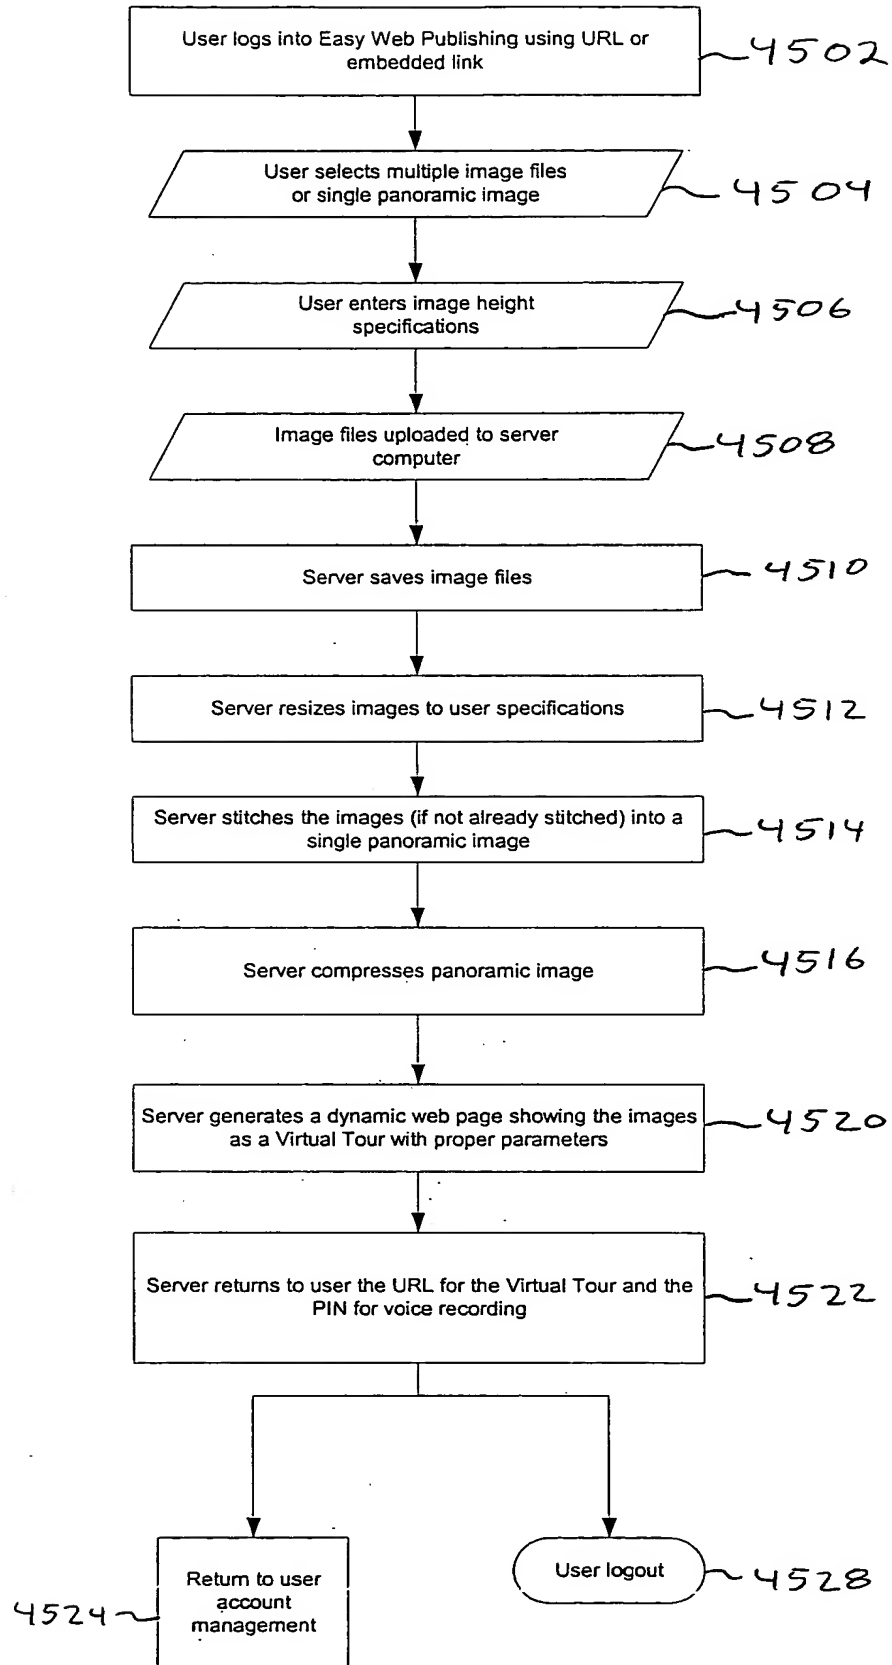 User logs into Easy Web Publishing using URL or
embedded link
4502
User selects multiple image files
or single panoramic image
4504
User enters image height
specifications
4506
Image files uploaded to server
computer
4508
Server saves image files
4510
Server resizes images to user specifications
4512
Server stitches the images (if not already stitched) into a
single panoramic image
4514
Server compresses panoramic image
4516
Server generates a dynamic web page showing the images
as a Virtual Tour with proper parameters
4520
Server returns to user the URL for the Virtual Tour and the
PIN for voice recording
4522
Return to user
account
management
4524
User logout
4528